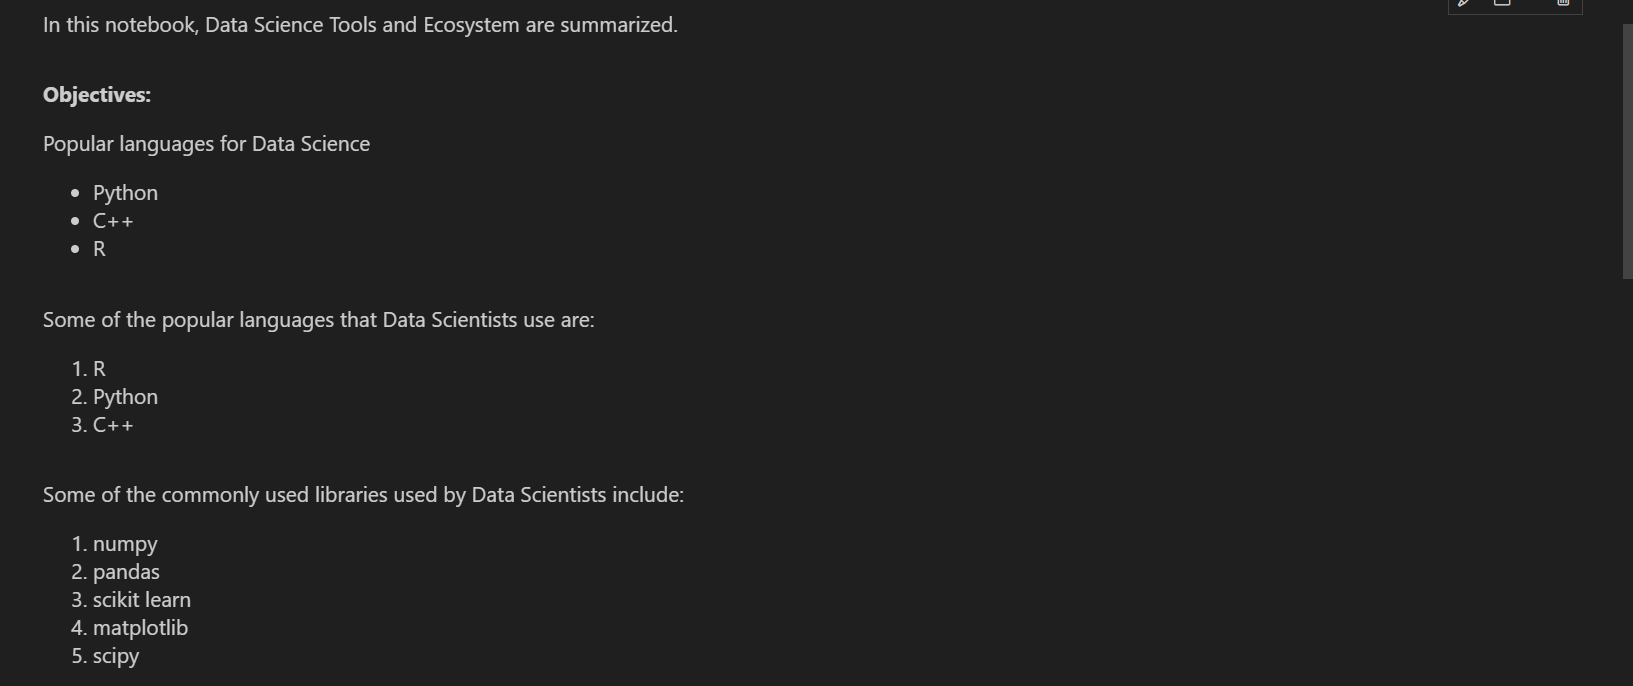 In this notebook, Data Science Tools and Ecosystem are summarized.
Objectives:
Popular languages for Data Science
• Python
• C++
• R
Some of the popular languages that Data Scientists use are:
1. R
2. Python
3. C++
Some of the commonly used libraries used by Data Scientists include:
1. numpy
2. pandas
3. scikit learn
4. matplotlib
5. scipy